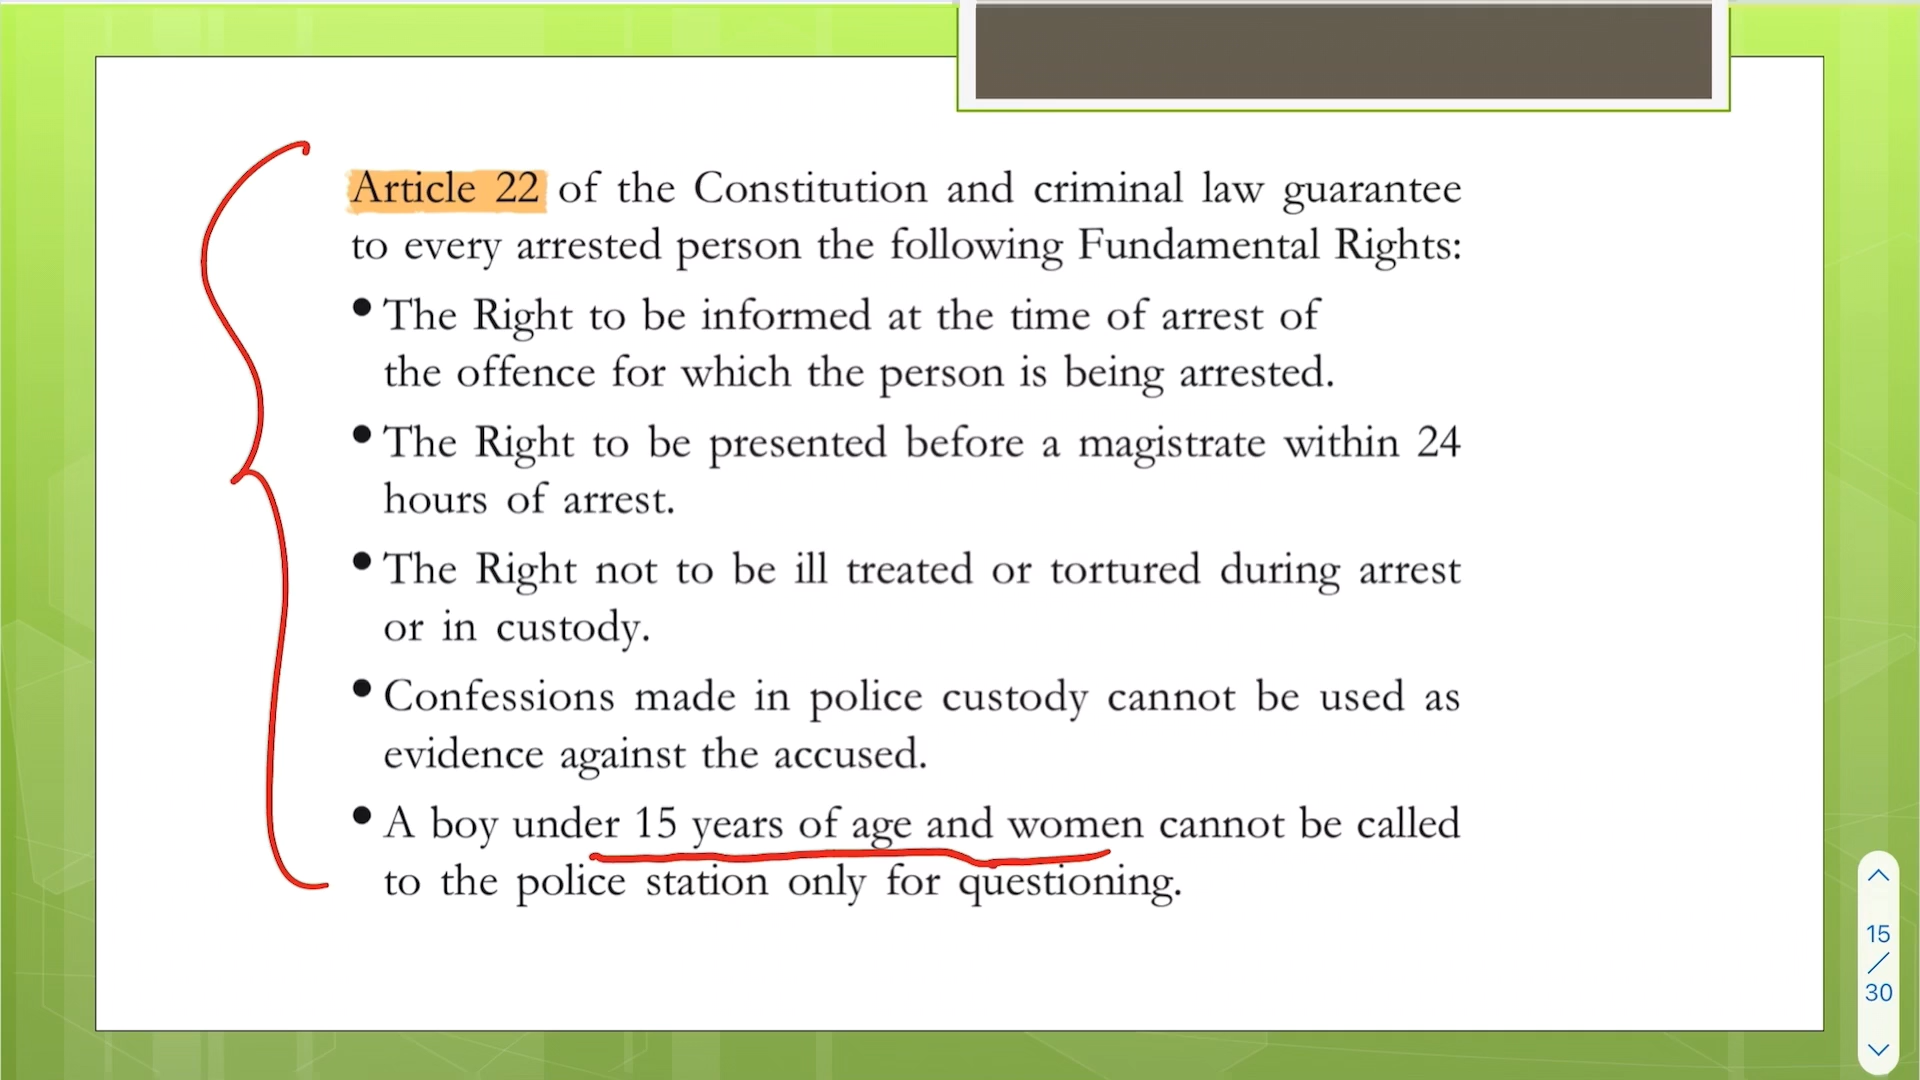 Article 22 of the Constitution and criminal law guarantee
to every arrested person the following Fundamental Rights:
• The Right to be informed at the time of arrest of
the offence for which the person is being arrested.
• The Right to be presented before a magistrate within 24
hours of arrest.
• The Right not to be ill treated or tortured during arrest
or in custody.
• Confessions made in police custody cannot be used as
evidence against the accused.
• A boy under 15 years of age and women cannot be called
to the police station only for questioning.
15
/
30